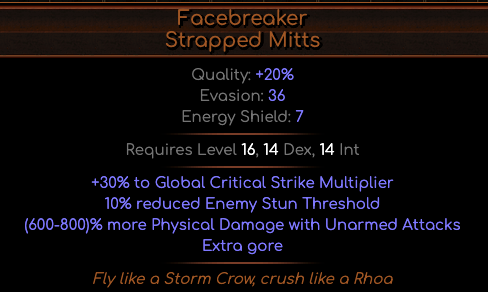 Facebreaker
Strapped Mitts
Quality: +20%
Evasion: 36
Energy Shield: 7
Requires Level 16, 14 Dex, 14 Int
+30% to Global Critical Strike Multiplier
10% reduced Enemy Stun Threshold
(600-800)% more Physical Damage with Unarmed Attacks
Extra gore
Fly like a Storm Crow, crush like a Rhoa